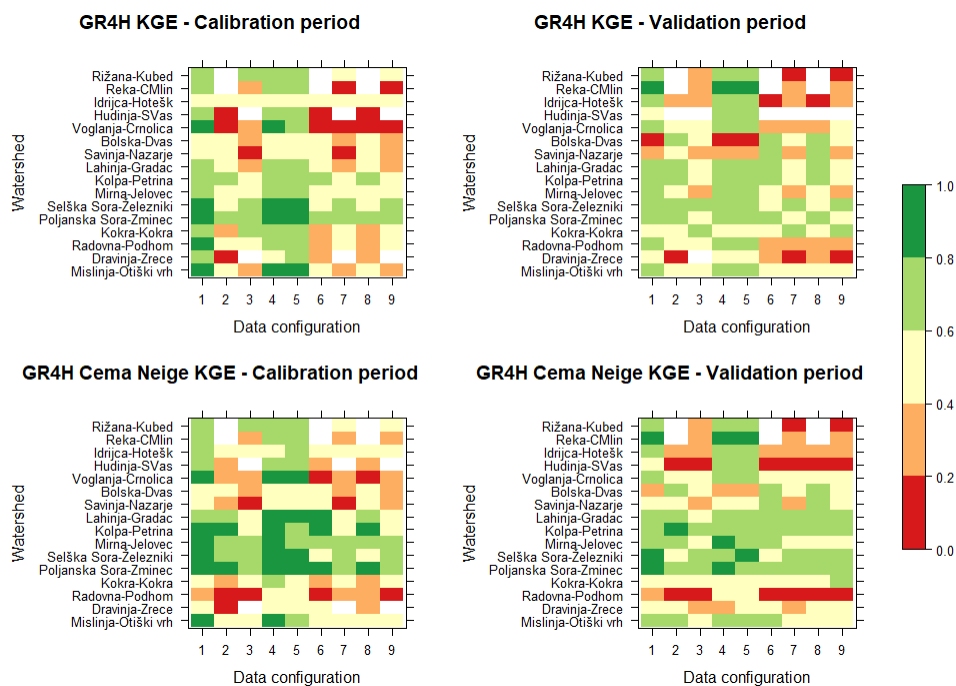 GR4H KGE - Calibration period
Rižana-Kubed
Reka-CMlin
Idrijca-Hotešk
Hudinja-SVas
Voglanja-Crnolica
Bolska-Dvas
Savinja-Nazarje
Lahinja-Gradac
Kolpa-Petrina
Mirna-Jelovec
Selška Sora-Železniki
Poljanska Sora-Zminec
Kokra-Kokra
Radovna-Podhom
Dravinja-Zrece
Mislinja-Otiški vrh
Watershed
1 2 3 4 5 6 7 8 9
Data configuration
GR4H KGE - Validation period
Rižana-Kubed
Reka-CMlin
Idrijca-Hotešk
Hudinja-SVas
Voglanja-Crnolica
Bolska-Dvas
Savinja-Nazarje
Lahinja-Gradac
Kolpa-Petrina
Mirna-Jelovec
Selška Sora-Železniki
Poljanska Sora-Zminec
Kokra-Kokra
Radovna-Podhom
Dravinja-Zrece
Mislinja-Otiški vrh
Watershed
1 2 3 4 5 6 7 8 9
Data configuration
GR4H Cema Neige KGE - Calibration period
Rižana-Kubed
Reka-CMlin
Idrijca-Hotešk
Hudinja-SVas
Voglanja-Crnolica
Bolska-Dvas
Savinja-Nazarje
Lahinja-Gradac
Kolpa-Petrina
Mirna-Jelovec
Selška Sora-Železniki
Poljanska Sora-Zminec
Kokra-Kokra
Radovna-Podhom
Dravinja-Zrece
Mislinja-Otiški vrh
Watershed
1 2 3 4 5 6 7 8 9
Data configuration
GR4H Cema Neige KGE - Validation period
Rižana-Kubed
Reka-CMlin
Idrijca-Hotešk
Hudinja-SVas
Voglanja-Crnolica
Bolska-Dvas
Savinja-Nazarje
Lahinja-Gradac
Kolpa-Petrina
Mirna-Jelovec
Selška Sora-Železniki
Poljanska Sora-Zminec
Kokra-Kokra
Radovna-Podhom
Dravinja-Zrece
Mislinja-Otiški vrh
Watershed
1 2 3 4 5 6 7 8 9
Data configuration
1.0
0.8
0.6
0.4
0.2
0.0